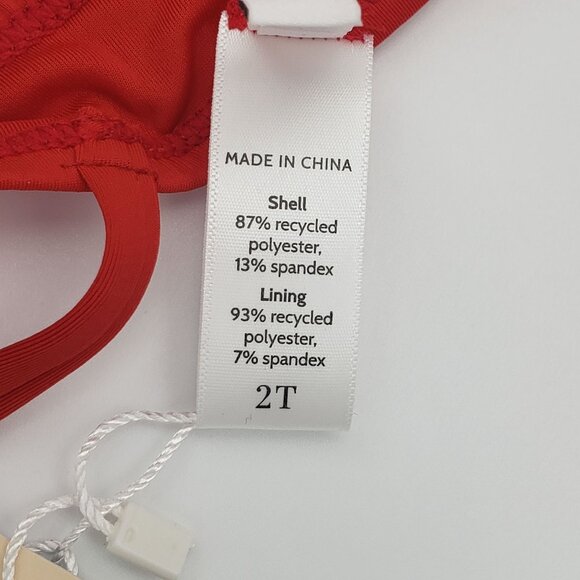 MADE IN CHINA
Shell
87% recycled
polyester,
13% spandex
Lining
93% recycled
polyester,
7% spandex
2T